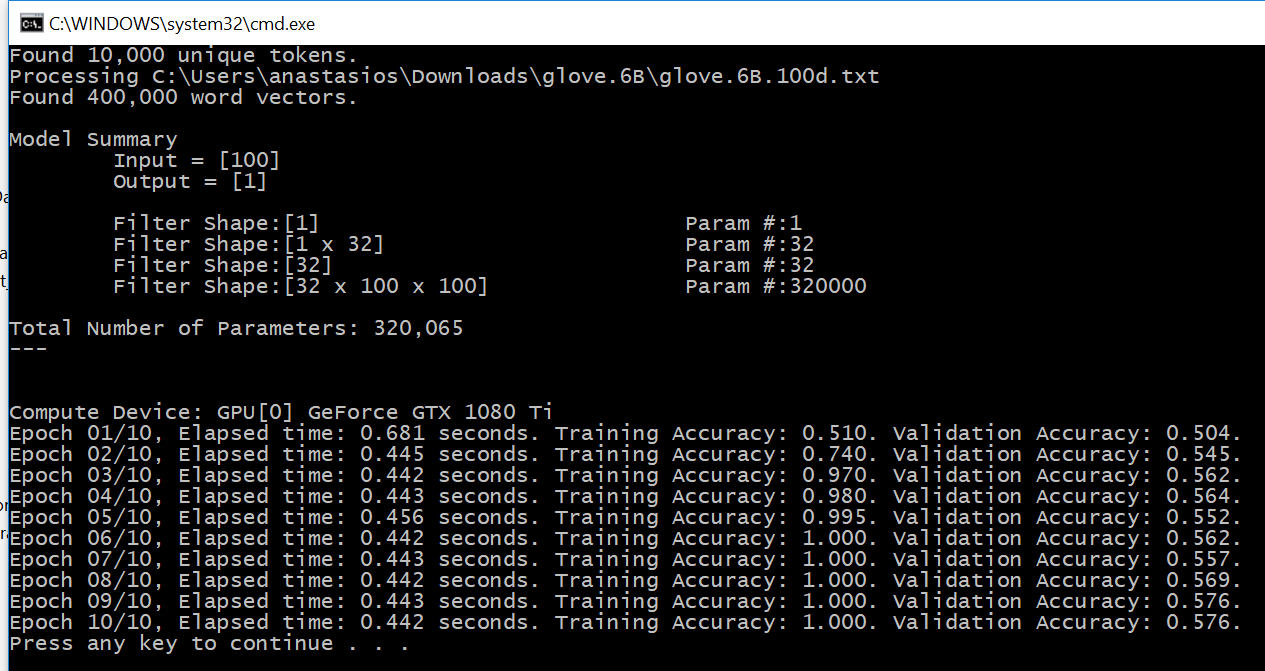 C:\WINDOWS\system32\cmd.exe
Found 10,000 unique tokens.
Processing C:\Users\anastasios\Downloads\glove.6B\glove.6B.100d.txt
Found 400,000 word vectors.
Model Summary
Input = [100]
Output = [1]
Filter Shape:[1] Param #:1
Filter Shape:[1 x 32] Param #:32
Filter Shape:[32] Param #:32
Filter Shape:[32 x 100 x 100] Param #:320000
Total Number of Parameters: 320,065
---
Compute Device: GPU[0] GeForce GTX 1080 Ti
Epoch 01/10, Elapsed time: 0.681 seconds. Training Accuracy: 0.510. Validation Accuracy: 0.504.
Epoch 02/10, Elapsed time: 0.445 seconds. Training Accuracy: 0.740. Validation Accuracy: 0.545.
Epoch 03/10, Elapsed time: 0.442 seconds. Training Accuracy: 0.970. Validation Accuracy: 0.562.
Epoch 04/10, Elapsed time: 0.443 seconds. Training Accuracy: 0.980. Validation Accuracy: 0.564.
Epoch 05/10, Elapsed time: 0.456 seconds. Training Accuracy: 0.995. Validation Accuracy: 0.552.
Epoch 06/10, Elapsed time: 0.442 seconds. Training Accuracy: 1.000. Validation Accuracy: 0.562.
Epoch 07/10, Elapsed time: 0.443 seconds. Training Accuracy: 1.000. Validation Accuracy: 0.557.
Epoch 08/10, Elapsed time: 0.442 seconds. Training Accuracy: 1.000. Validation Accuracy: 0.569.
Epoch 09/10, Elapsed time: 0.443 seconds. Training Accuracy: 1.000. Validation Accuracy: 0.576.
Epoch 10/10, Elapsed time: 0.442 seconds. Training Accuracy: 1.000. Validation Accuracy: 0.576.
Press any key to continue . . .